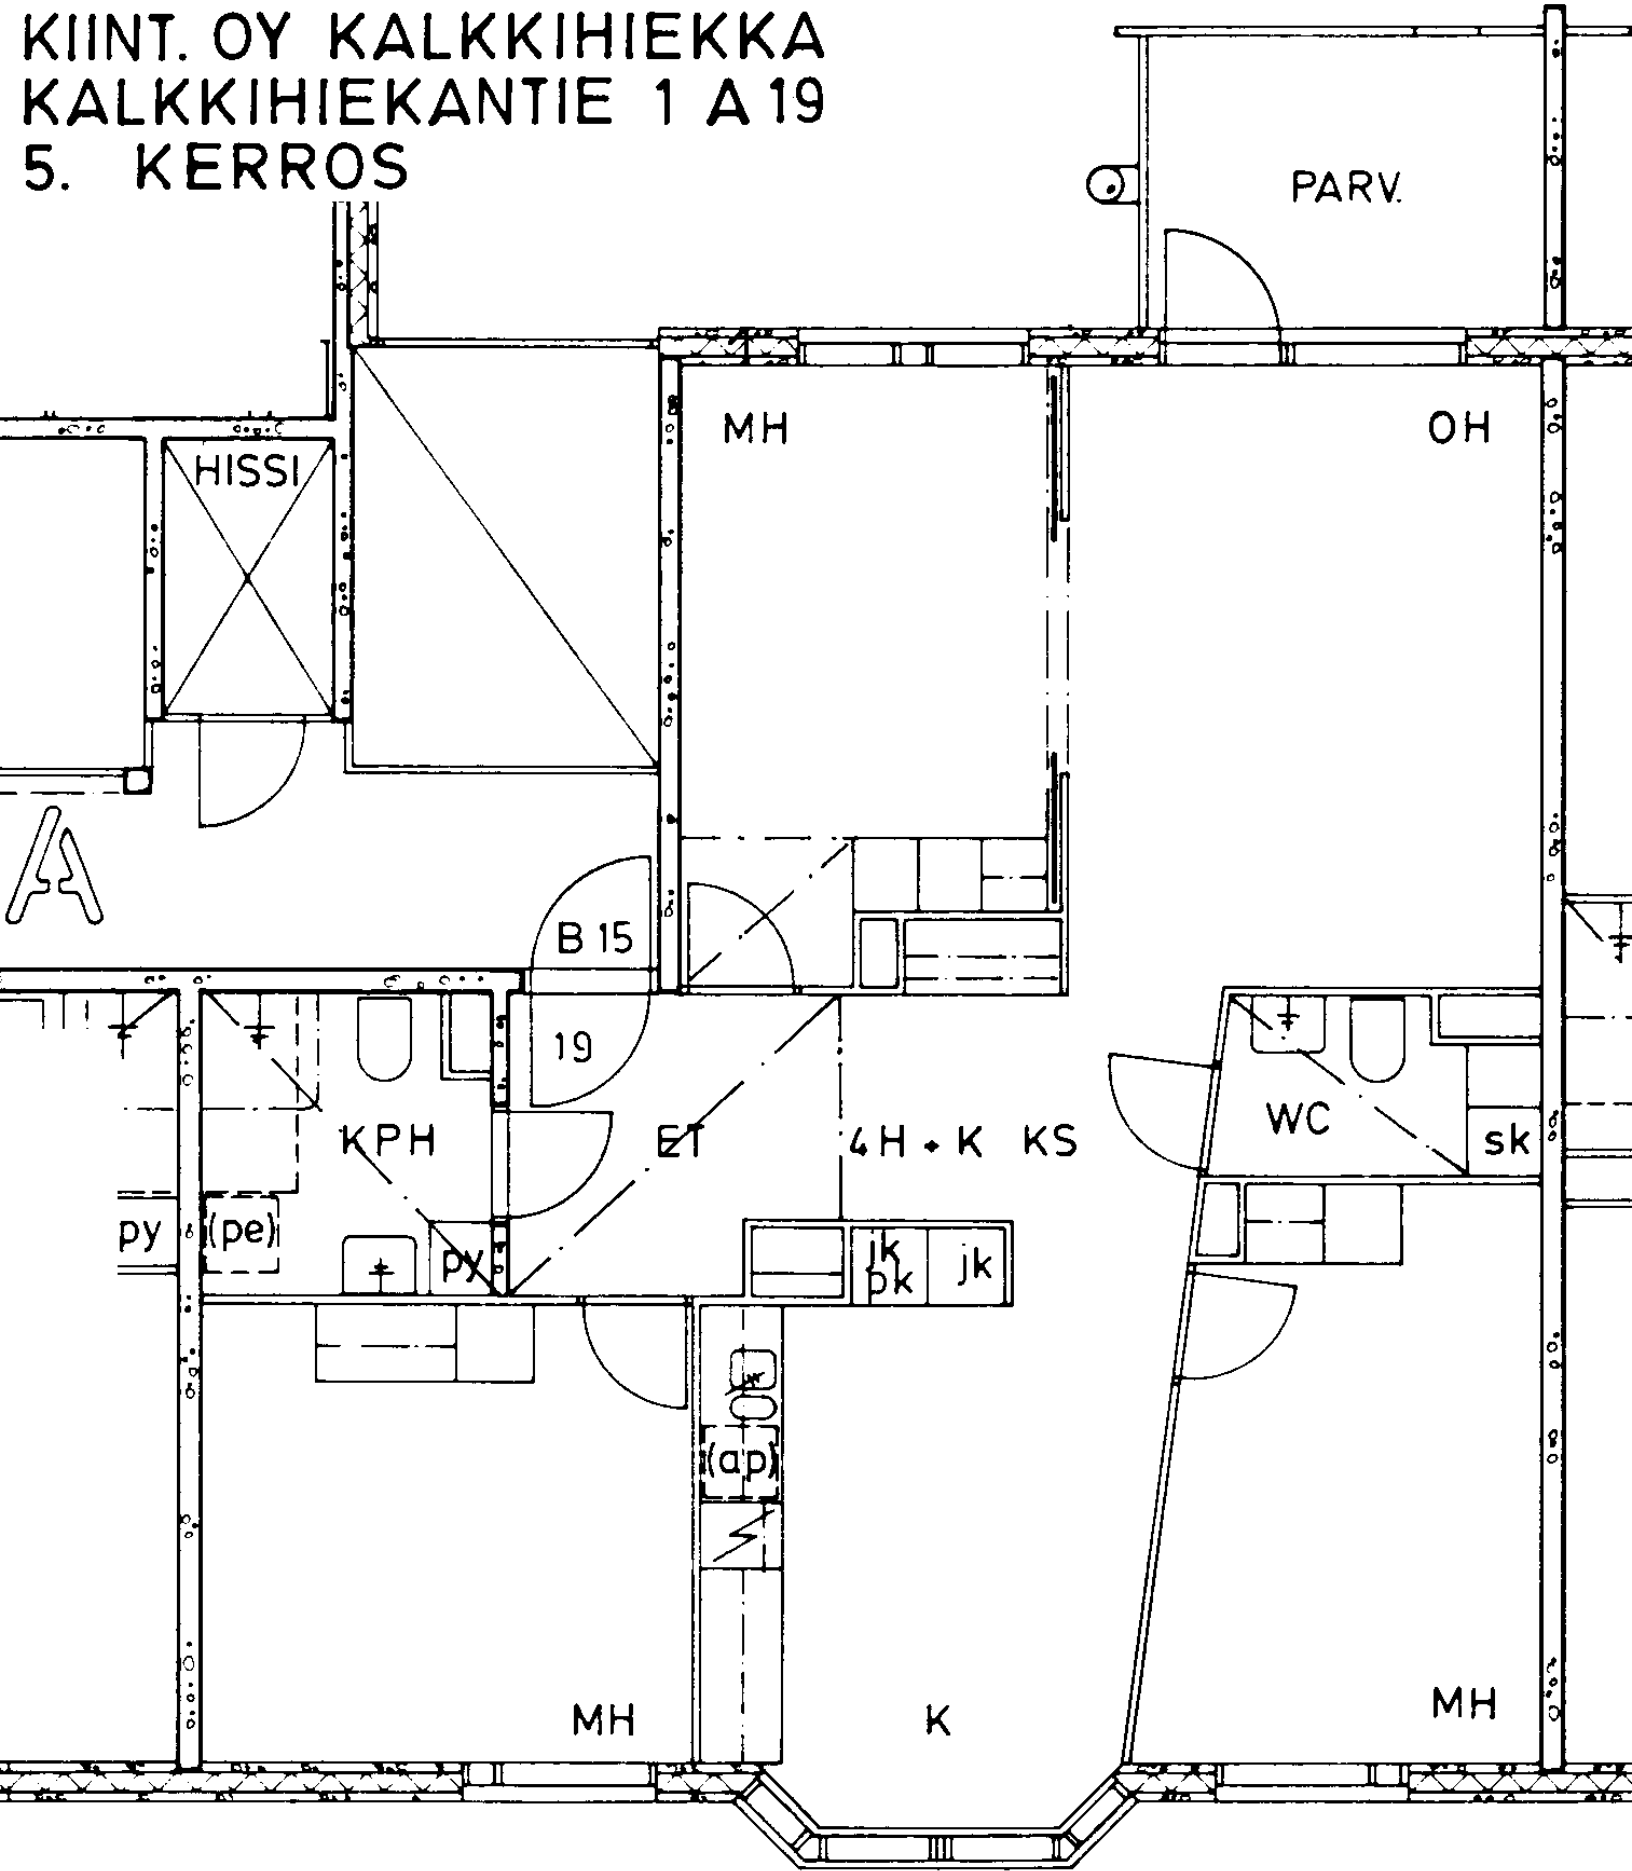 KIINT. OY KALKKIHIEKKA
KALKKIHIEKANTIE 1 A 19
5. KERROS
PARV.
MH
OH
HISSI
A
B 15
19
KPH
ET
4H + K KS
WC
sk
py
(pe)
py
jk
pk
jk
(ap)
MH
K
MH